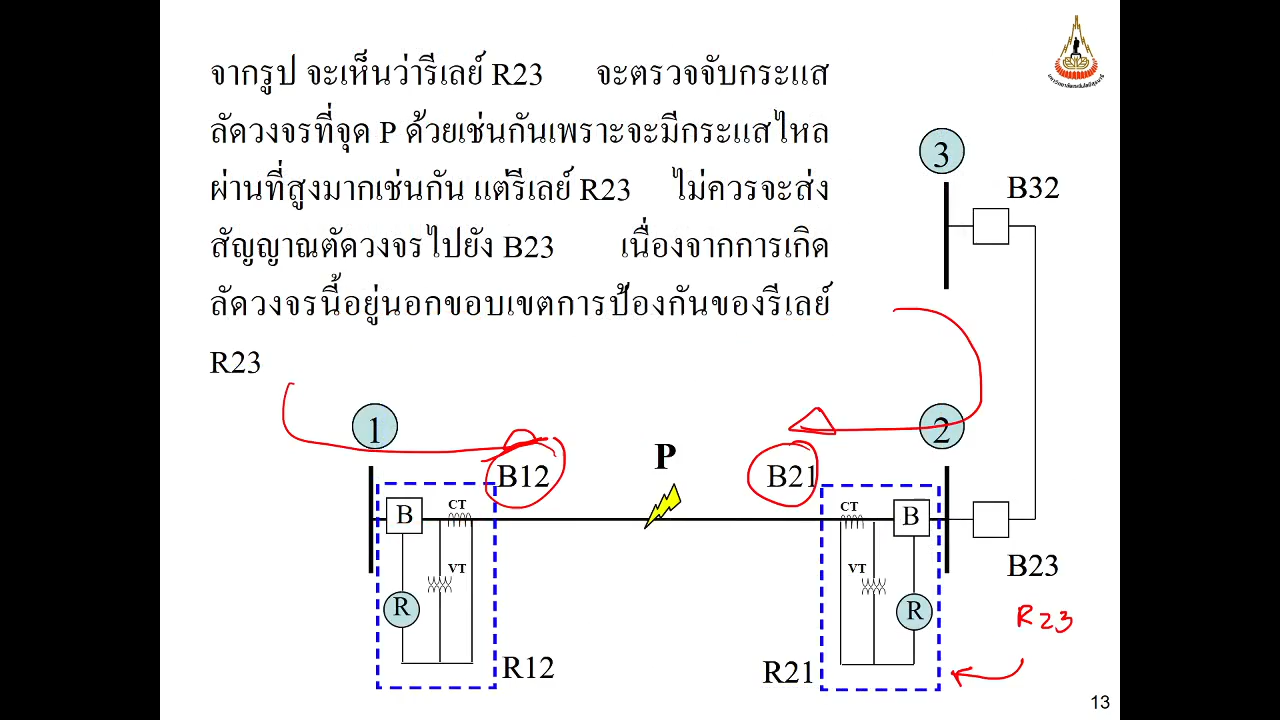 จากรูป จะเห็นว่ารีเลย์ R23 จะตรวจจับกระแส
ลัดวงจรที่จุด P ด้วยเช่นกันเพราะจะมีกระแสไหล
ผ่านที่สูงมากเช่นกัน แต่รีเลย์ R23 ไม่ควรจะส่ง
สัญญาณตัดวงจรไปยัง B23 เนื่องจากการเกิด
ลัดวงจรนี้อยู่นอกขอบเขตการป้องกันของรีเลย์
R23
3
B32
1
2
B12
P
B21
B
CT
CT
B
VT
VT
B23
R
R
R23
R12
R21
13